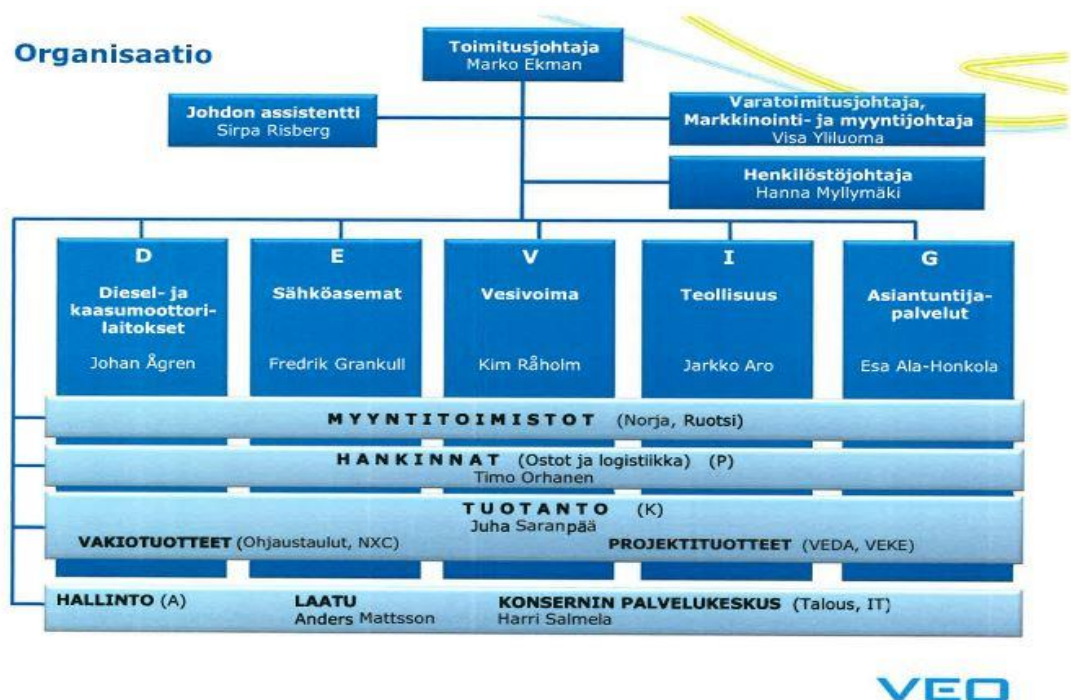 Organisaatio
Toimitusjohtaja
Marko Ekman
Johdon assistentti
Sirpa Risberg
Varatoimitusjohtaja,
Markkinointi- ja myyntijohtaja
Visa Yliluoma
Henkilöstöjohtaja
Hanna Myllymäki
D
Diesel- ja
kaasumoottori-
laitokset
Johan Ågren
E
Sähköasemat
Fredrik Grankull
V
Vesivoima
Kim Råholm
I
Teollisuus
Jarkko Aro
G
Asiantuntija-
palvelut
Esa Ala-Honkola
MYYNTITOIMISTOT (Norja, Ruotsi)
HANKINNAT (Ostot ja logistiikka) (P)
Timo Orhanen
TUOTANTO (K)
Juha Saranpää
VAKIOTUOTTEET (Ohjaustaulut, NXC) PROJEKTITUOTTEET (VEDA, VEKE)
HALLINTO (A) LAATU KONSERNIN PALVELUKESKUS (Talous, IT)
Anders Mattsson Harri Salmela
VEO